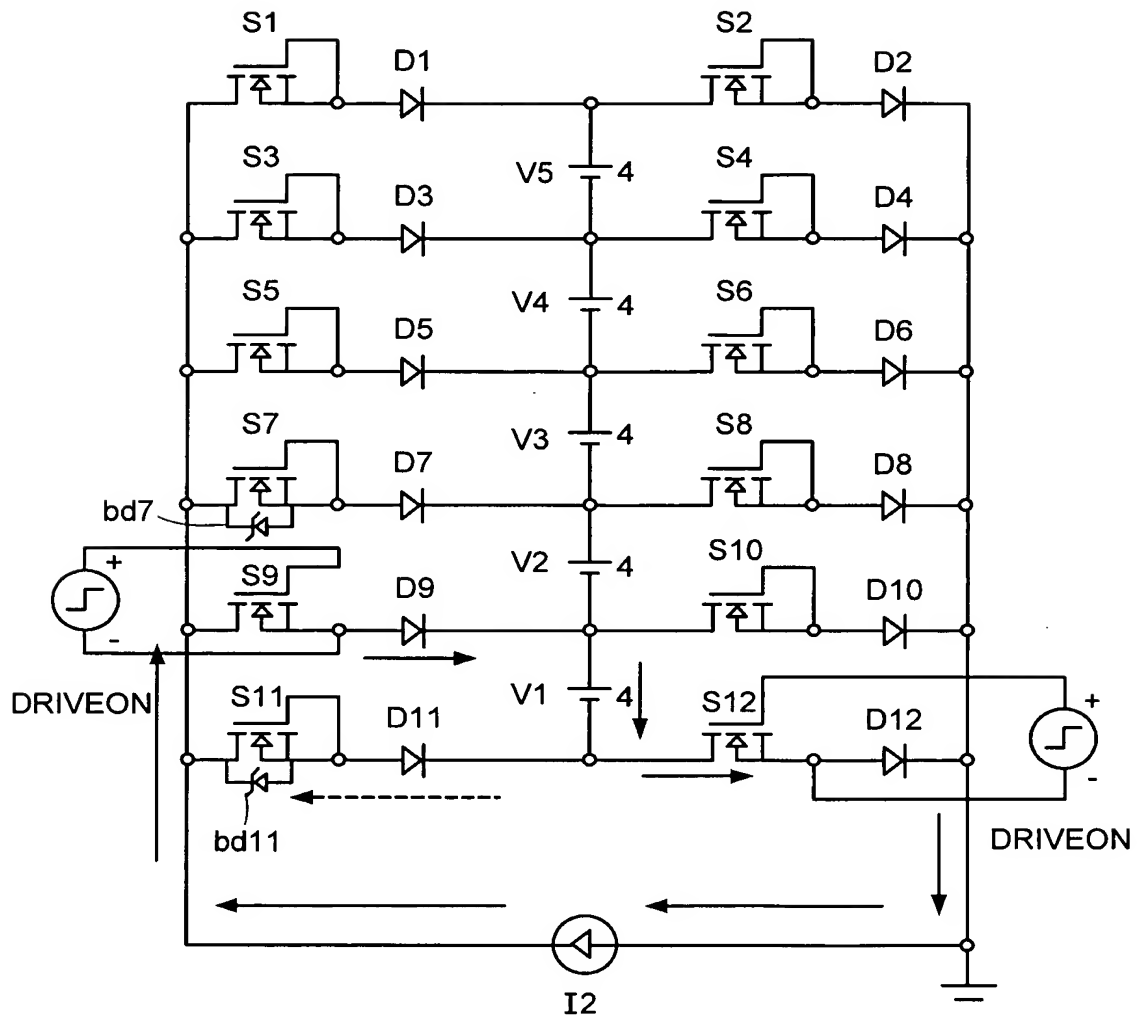 S1 S2
D1 D2
S3 V5 4 S4
D3 D4
S5 V4 4 S6
D5 D6
S7 V3 4 S8
D7 D8
bd7
+ V2 4 S10
S9 D9 D10
-
DRIVEON S11 V1 4 S12 +
D11 D12
-
bd11 DRIVEON
I2